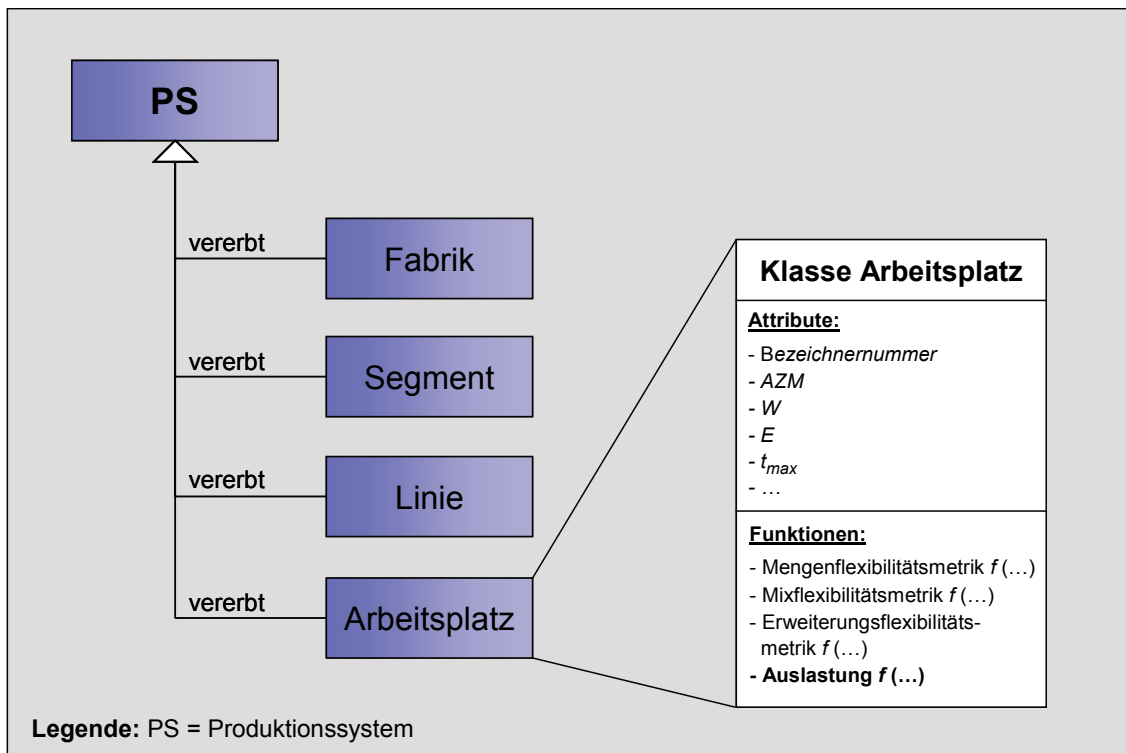 PS
vererbt
Fabrik
vererbt
Segment
vererbt
Linie
vererbt
Arbeitsplatz
Klasse Arbeitsplatz
Attribute:
- Bezeichnernummer
- AZM
- W
- E
- tmax
- …
Funktionen:
- Mengenflexibilitätsmetrik f (…)
- Mixflexibilitätsmetrik f (…)
- Erweiterungsflexibilitäts-
metrik f (…)
- Auslastung f (…)
Legende: PS = Produktionssystem